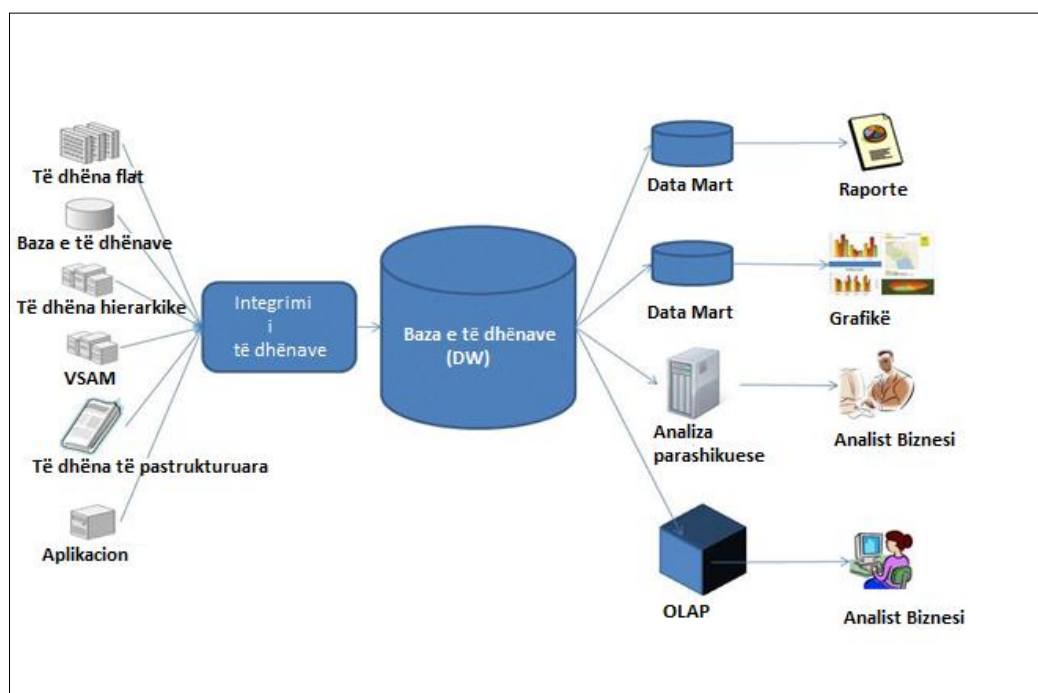 Të dhëna flat
Baza e të dhënave
Të dhëna hierarkike
VSAM
Të dhëna të pastrukturuara
Aplikacion
Integrimi
i
të dhënave
Baza e të dhënave
(DW)
Data Mart
Raporte
Data Mart
Grafikë
Analiza
parashikuese
Analist Biznesi
OLAP
Analist Biznesi